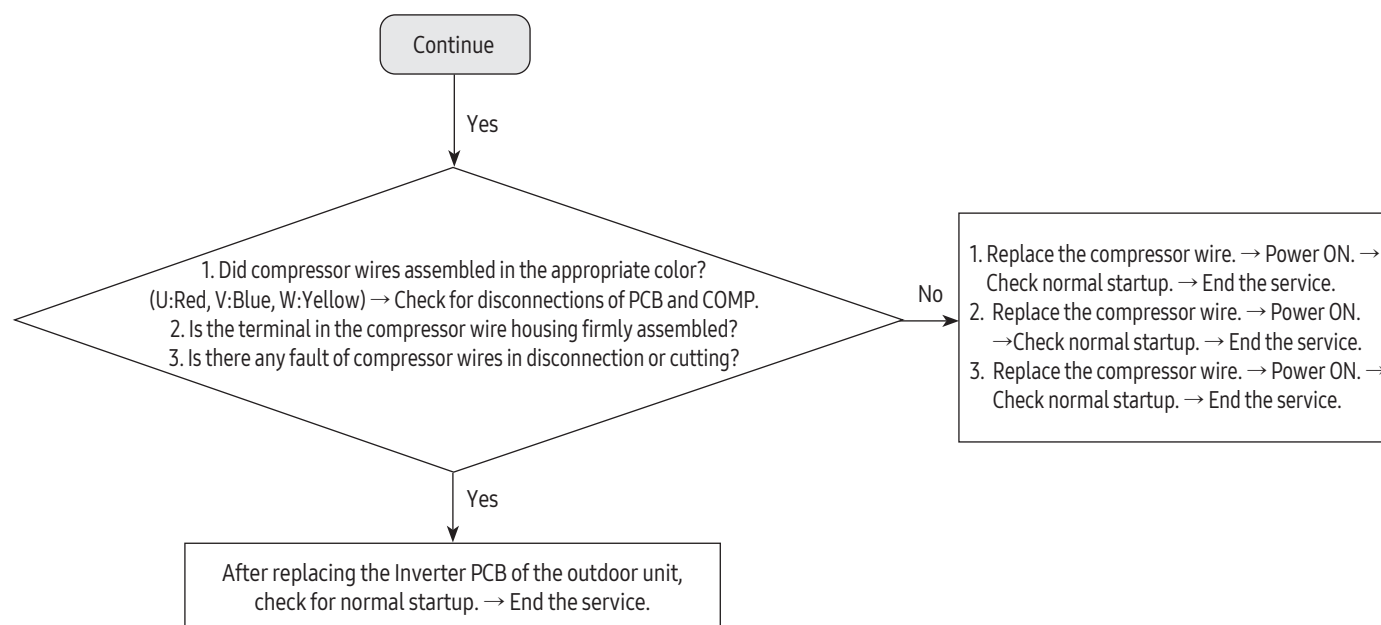 Continue
Yes
1. Did compressor wires assembled in the appropriate color?
(U:Red, V:Blue, W:Yellow) → Check for disconnections of PCB and COMP.
2. Is the terminal in the compressor wire housing firmly assembled?
3. Is there any fault of compressor wires in disconnection or cutting?
No
1. Replace the compressor wire. → Power ON. →
Check normal startup. → End the service.
2. Replace the compressor wire. → Power ON.
→Check normal startup. → End the service.
3. Replace the compressor wire. → Power ON. →
Check normal startup. → End the service.
Yes
After replacing the Inverter PCB of the outdoor unit,
check for normal startup. → End the service.